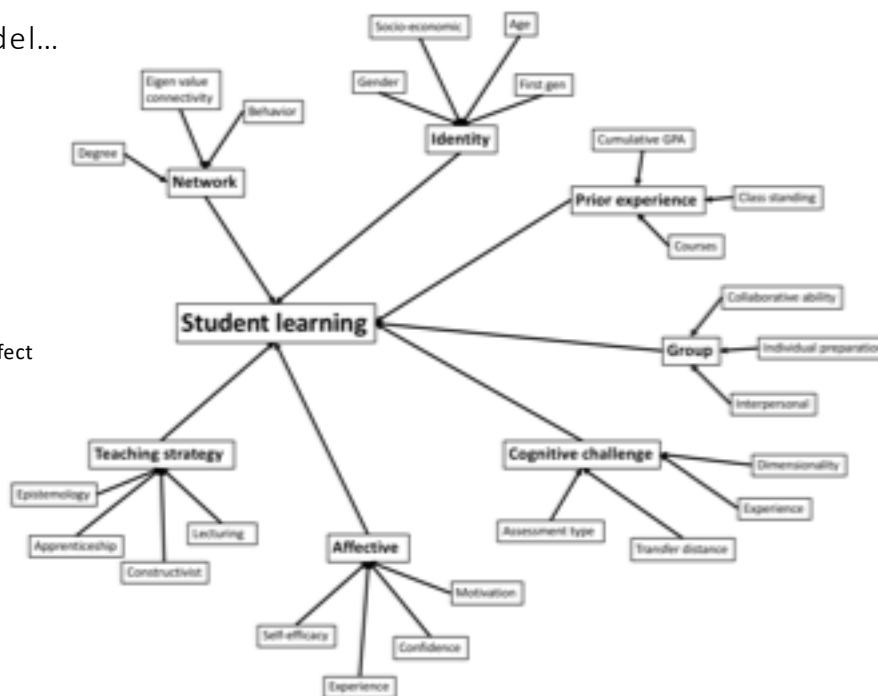 del...
Socio-economic
Age
Gender
First gen
Identity
Eigen value
connectivity
Behavior
Degree
Network
Cumulative GPA
Prior experience
Class standing
Courses
Student learning
Collaborative ability
Group
Individual preparation
Interpersonal
fect
Teaching strategy
Epistemology
Apprenticeship
Constructivist
Lecturing
Affective
Self-efficacy
Experience
Confidence
Motivation
Cognitive challenge
Dimensionality
Experience
Assessment type
Transfer distance